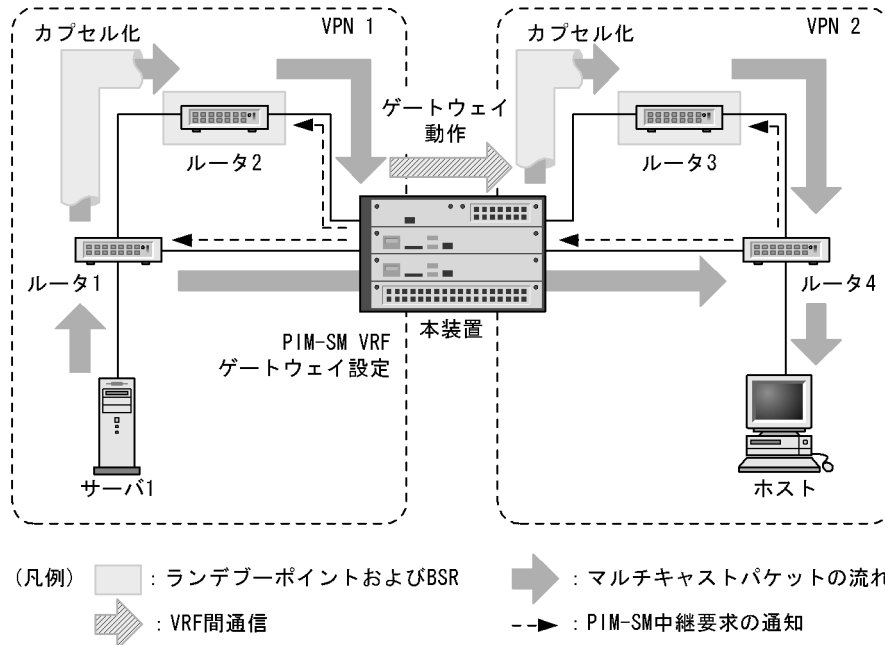 VPN 1
カプセル化
VPN 2
カプセル化
ゲートウェイ
動作
ルータ2
ルータ3
ルータ1
本装置
ルータ4
PIM-SM VRF
ゲートウェイ設定
サーバ1
ホスト
(凡例)
:ランデブーポイントおよびBSR
:マルチキャストパケットの流れ
:VRF間通信
:PIM-SM中継要求の通知